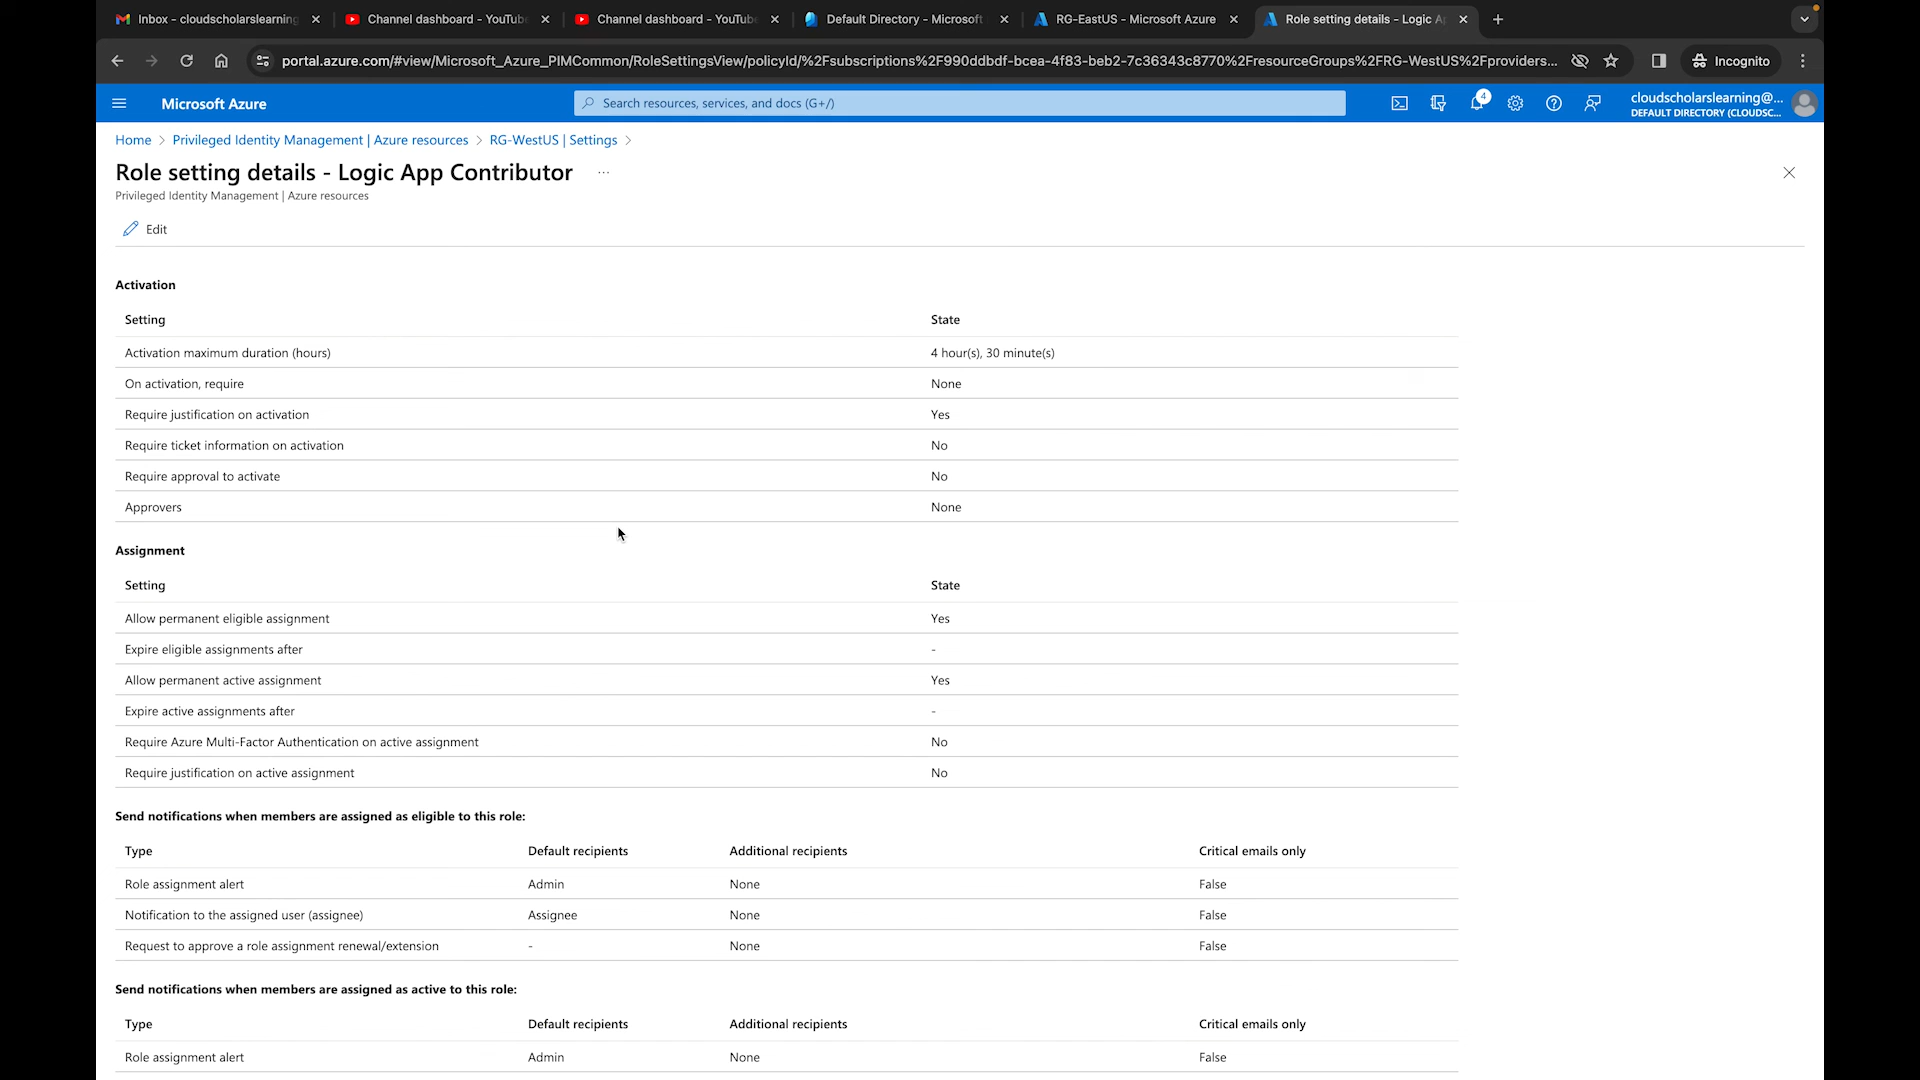 Inbox - cloudscholarslearning
Channel dashboard - YouTube
Channel dashboard - YouTube
Default Directory - Microsoft
RG-EastUS - Microsoft Azure
Role setting details - Logic A
portal.azure.com/#view/Microsoft_Azure_PIMCommon/RoleSettingsView/policyId/%2Fsubscriptions%2F990ddbdf-bcea-4f83-beb2-7c36343c8770%2FresourceGroups%2FRG-WestUS%2Fproviders...
Incognito
Microsoft Azure
Search resources, services, and docs (G+/)
4
cloudscholarslearning@...
DEFAULT DIRECTORY (CLOUDSC...
Home > Privileged Identity Management | Azure resources > RG-WestUS | Settings >
Role setting details - Logic App Contributor ...
Privileged Identity Management | Azure resources
Edit
Activation
Setting State
Activation maximum duration (hours) 4 hour(s), 30 minute(s)
On activation, require None
Require justification on activation Yes
Require ticket information on activation No
Require approval to activate No
Approvers None
Assignment
Setting State
Allow permanent eligible assignment Yes
Expire eligible assignments after -
Allow permanent active assignment Yes
Expire active assignments after -
Require Azure Multi-Factor Authentication on active assignment No
Require justification on active assignment No
Send notifications when members are assigned as eligible to this role:
Type Default recipients Additional recipients Critical emails only
Role assignment alert Admin None False
Notification to the assigned user (assignee) Assignee None False
Request to approve a role assignment renewal/extension - None False
Send notifications when members are assigned as active to this role:
Type Default recipients Additional recipients Critical emails only
Role assignment alert Admin None False